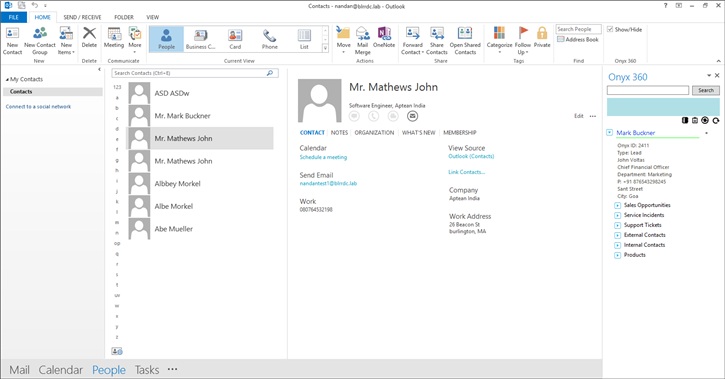 Contacts - nandan@blrrdc.lab - Outlook
FILE HOME SEND / RECEIVE FOLDER VIEW
New Contact
New Contact Group
New Items
Delete
Meeting
More
People
Business C...
Card
Phone
List
Move
Mail Merge
OneNote
Forward Contact
Share Contacts
Open Shared Contacts
Categorize
Follow Up
Private
Search People
Address Book
Show/Hide
New
Delete
Communicate
Current View
Actions
Share
Tags
Find
Onyx 360
My Contacts
Contacts
Connect to a social network
Search Contacts (Ctrl+E)
123
a
b
c
d
e
f
g
h
i
j
k
l
m
n
op
q
r
s
t
uv
w
x
y
z
ASD ASDw
Mr. Mark Buckner
Mr. Mathews John
Mr. Mathews John
Albbey Morkel
Albe Morkel
Abe Mueller
Mr. Mathews John
Software Engineer, Aptean India
Edit
CONTACT NOTES ORGANIZATION WHAT'S NEW MEMBERSHIP
Calendar
Schedule a meeting
Send Email
nandantest1@blrrdc.lab
Work
080764532198
View Source
Outlook (Contacts)
Link Contacts...
Company
Aptean India
Work Address
26 Beacon St
burlington, MA
Onyx 360
Search
Mark Buckner
Onyx ID: 2411
Type: Lead
John Voltas
Chief Financial Officer
Department: Marketing
P: +91 876543298245
Sant Street
City: Goa
Sales Opportunities
Service Incidents
Support Tickets
External Contacts
Internal Contacts
Products
Mail Calendar People Tasks ...